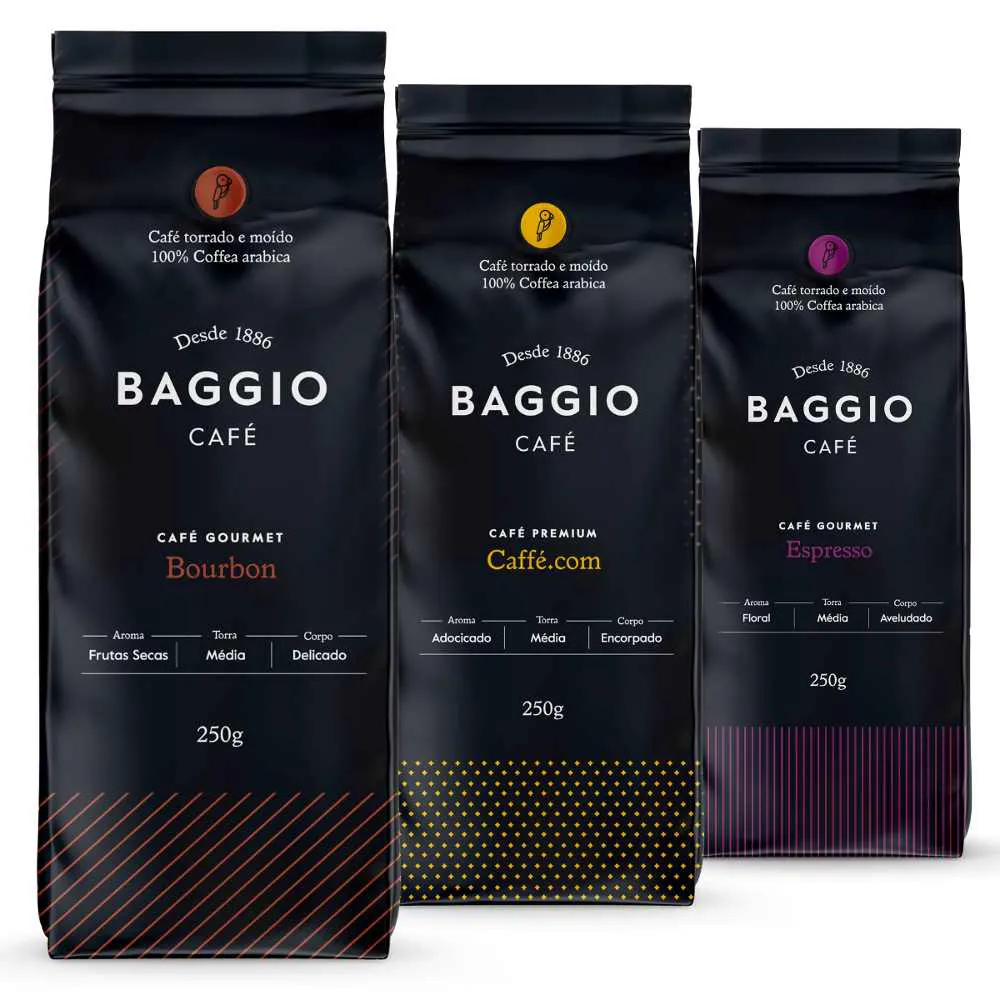 Café torrado e moído
100% Coffea arabica
Desde 1886
BAGGIO
CAFÉ
CAFÉ GOURMET
Bourbon
Aroma Torra Corpo
Frutas Secas Média Delicado
250g
Café torrado e moído
100% Coffea arabica
Desde 1886
BAGGIO
CAFÉ
CAFÉ PREMIUM
Caffé.com
Aroma Torra Corpo
Adocicado Média Encorpado
250g
Café torrado e moído
100% Coffea arabica
Desde 1886
BAGGIO
CAFÉ
CAFÉ GOURMET
Espresso
Aroma Torra Corpo
Floral Média Aveludado
250g